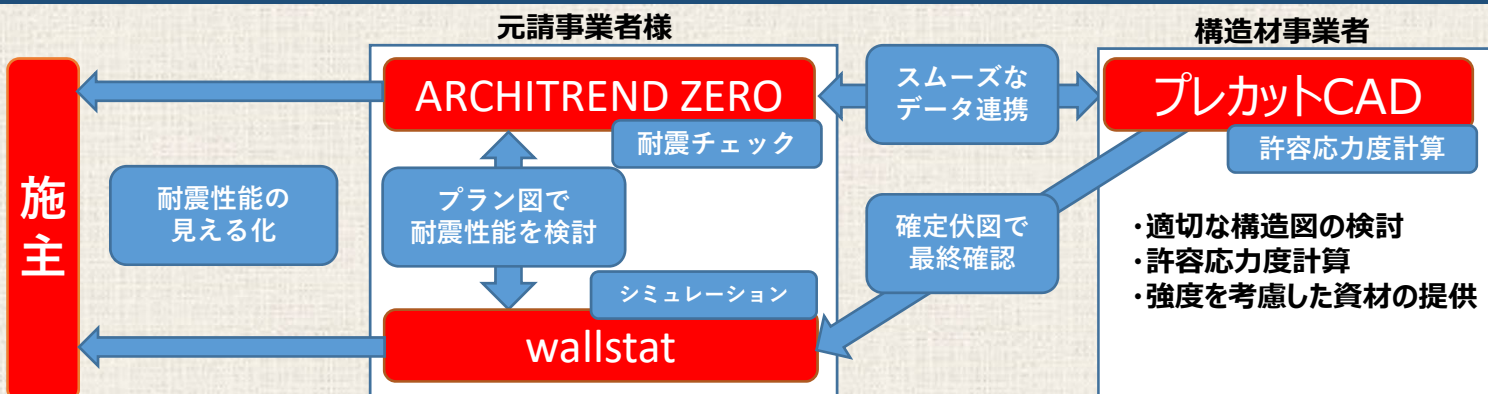 元請事業者様
構造材事業者
施
主
ARCHITREND ZERO
耐震チェック
スムーズな
データ連携
プレカットCAD
許容応力度計算
耐震性能の
見える化
プラン図で
耐震性能を検討
確定伏図で
最終確認
・適切な構造図の検討
・許容応力度計算
・強度を考慮した資材の提供
シミュレーション
wallstat